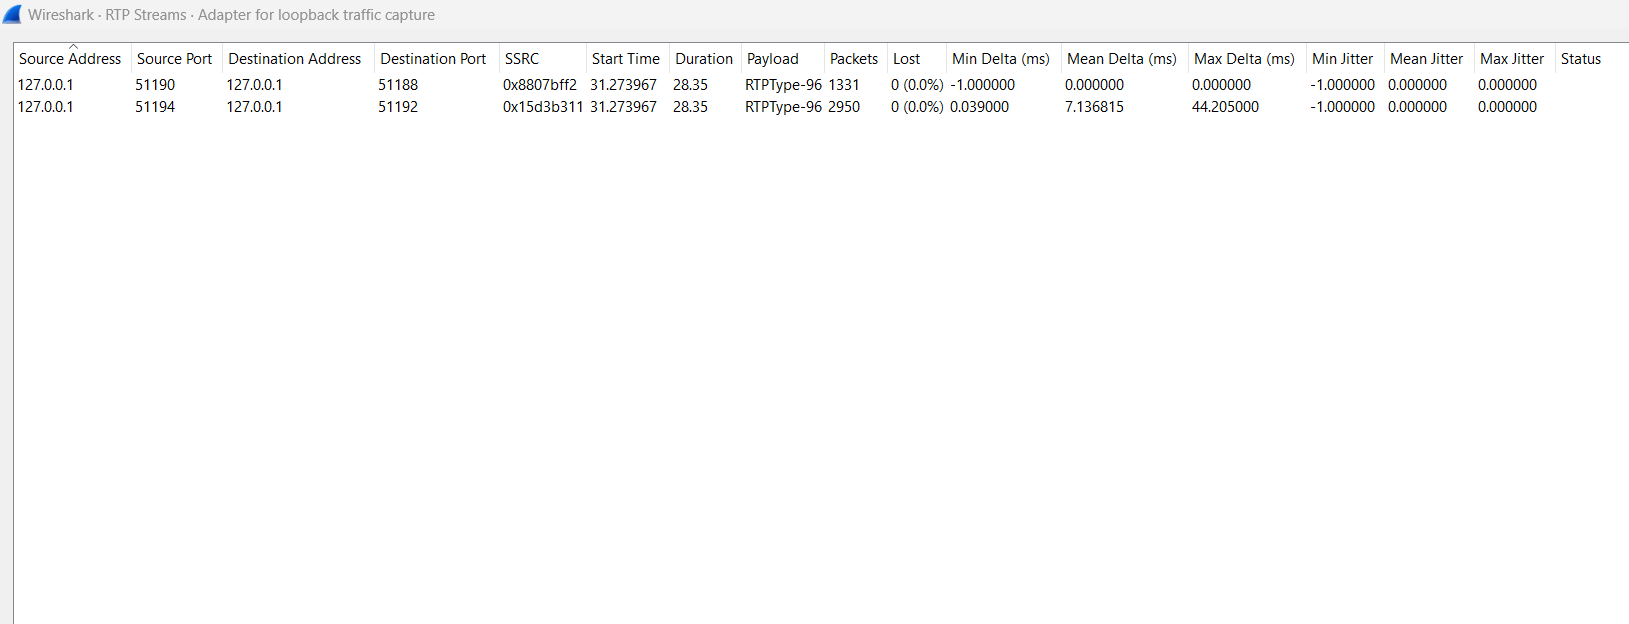 Wireshark · RTP Streams · Adapter for loopback traffic capture
Source Address Source Port Destination Address Destination Port SSRC Start Time Duration Payload Packets Lost Min Delta (ms) Mean Delta (ms) Max Delta (ms) Min Jitter Mean Jitter Max Jitter Status
127.0.0.1 51190 127.0.0.1 51188 0x8807bff2 31.273967 28.35 RTPType-96 1331 0 (0.0%) -1.000000 0.000000 0.000000 -1.000000 0.000000 0.000000
127.0.0.1 51194 127.0.0.1 51192 0x15d3b311 31.273967 28.35 RTPType-96 2950 0 (0.0%) 0.039000 7.136815 44.205000 -1.000000 0.000000 0.000000